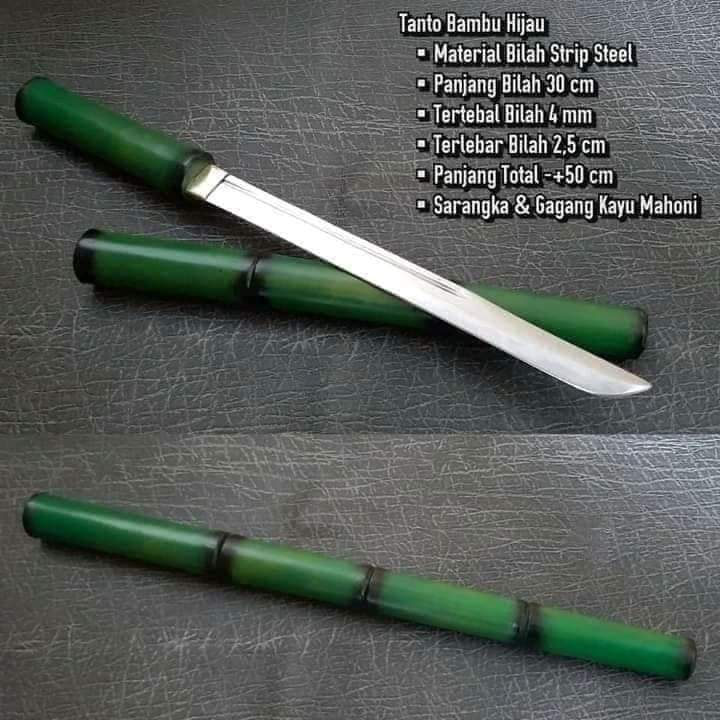 Tanto Bambu Hijau
▪ Material Bilah Strip Steel
▪ Panjang Bilah 30 cm
▪ Tertebal Bilah 4 mm
▪ Terlebar Bilah 2,5 cm
▪ Panjang Total -+50 cm
▪ Sarangka & Gagang Kayu Mahoni